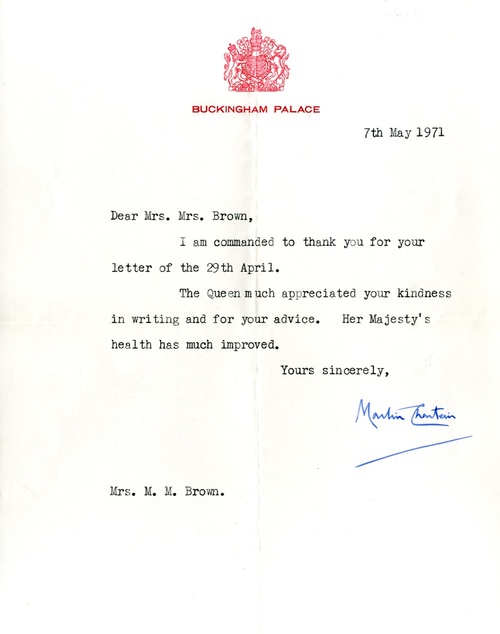 BUCKINGHAM PALACE
7th May 1971
Dear Mrs. Mrs. Brown,
I am commanded to thank you for your
letter of the 29th April.
The Queen much appreciated your kindness
in writing and for your advice. Her Majesty's
health has much improved.
Yours sincerely,
Martin
Mrs. M. M. Brown.